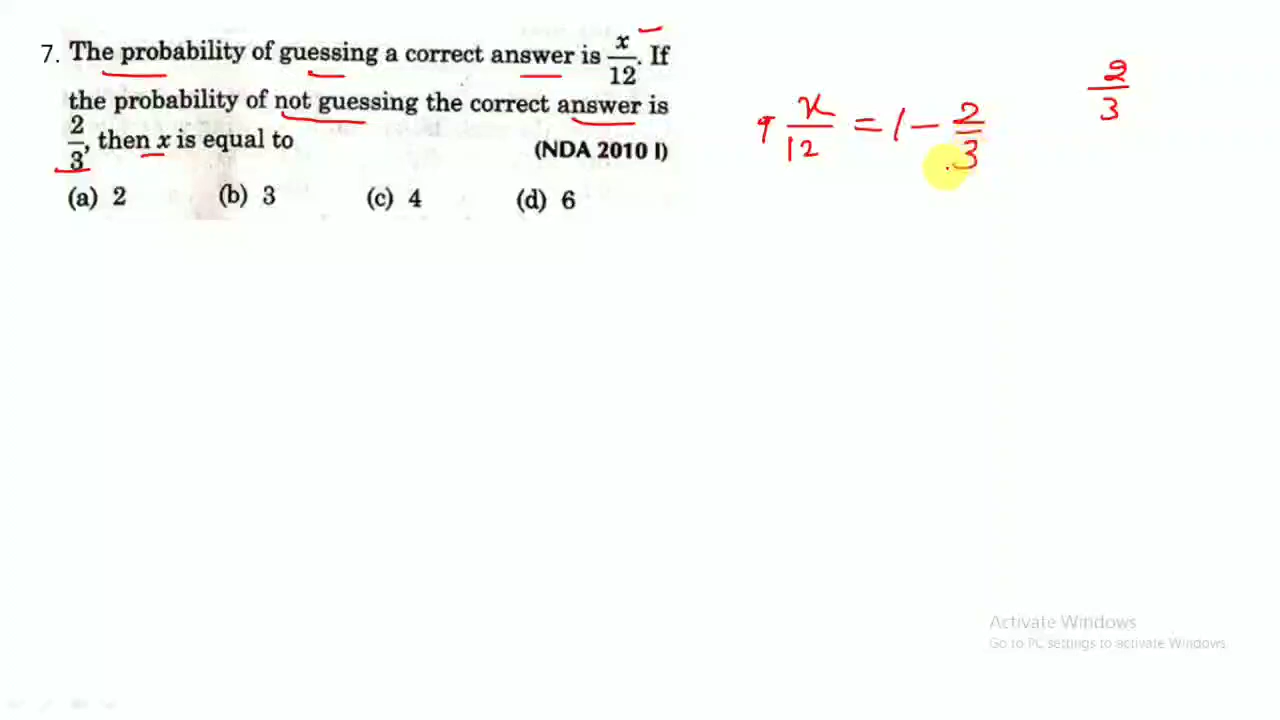 7. The probability of guessing a correct answer is x/12. If
the probability of not guessing the correct answer is
2/3, then x is equal to
(NDA 2010 I)
(a) 2 (b) 3 (c) 4 (d) 6
x/12 = 1 - 2/3
2/3
Activate Windows
Go to PC settings to activate Windows